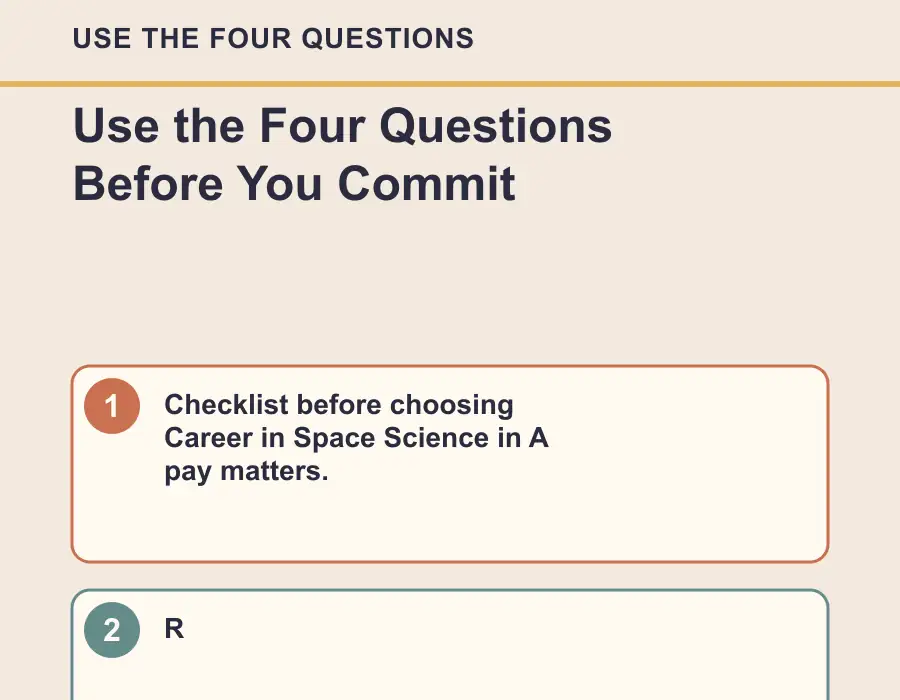 USE THE FOUR QUESTIONS
Use the Four Questions
Before You Commit
1
Checklist before choosing
Career in Space Science in A
pay matters.
2
R